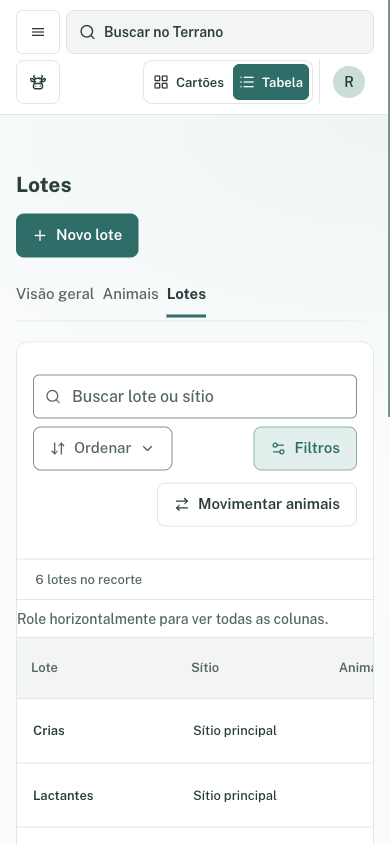 Buscar no Terrano
Cartões Tabela R
Lotes
Novo lote
Visão geral Animais Lotes
Buscar lote ou sítio
Ordenar Filtros
Movimentar animais
6 lotes no recorte
Role horizontalmente para ver todas as colunas.
Lote Sítio
Crias Sítio principal
Lactantes Sítio principal